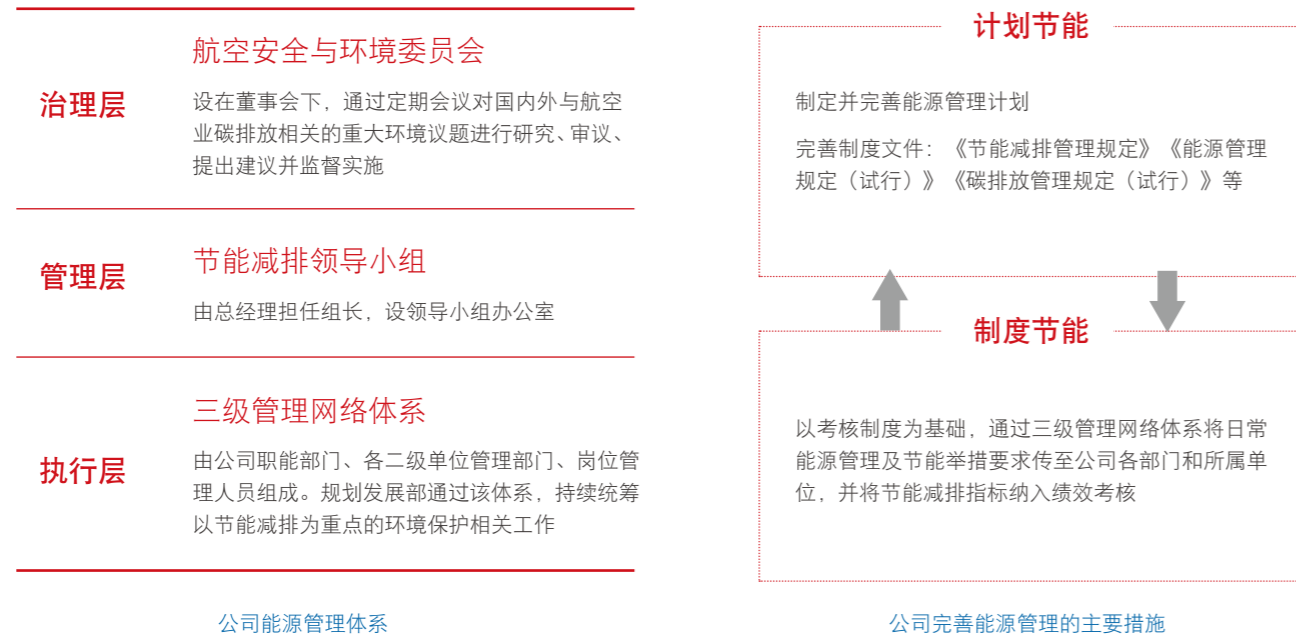 治理层
航空安全与环境委员会
设在董事会下，通过定期会议对国内外与航空
业碳排放相关的重大环境议题进行研究、审议、
提出建议并监督实施
管理层
节能减排领导小组
由总经理担任组长，设领导小组办公室
执行层
三级管理网络体系
由公司职能部门、各二级单位管理部门、岗位管
理人员组成。规划发展部通过该体系，持续统筹
以节能减排为重点的环境保护相关工作
公司能源管理体系
计划节能
制定并完善能源管理计划
完善制度文件：《节能减排管理规定》《能源管理
规定（试行）》《碳排放管理规定（试行）》等
制度节能
以考核制度为基础，通过三级管理网络体系将日常
能源管理及节能举措要求传至公司各部门和所属单
位，并将节能减排指标纳入绩效考核
公司完善能源管理的主要措施